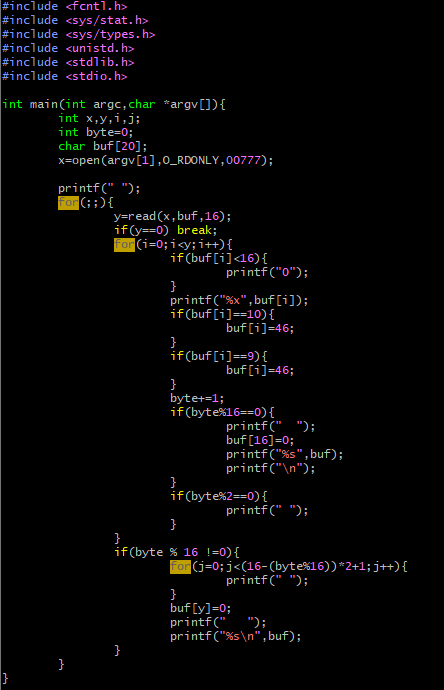 #include <fcntl.h>
#include <sys/stat.h>
#include <sys/types.h>
#include <unistd.h>
#include <stdlib.h>
#include <stdio.h>

int main(int argc,char *argv[]){
        int x,y,i,j;
        int byte=0;
        char buf[20];
        x=open(argv[1],O_RDONLY,00777);

        printf(" ");
        for(;;){
                y=read(x,buf,16);
                if(y==0) break;
                for(i=0;i<y;i++){
                        if(buf[i]<16){
                                printf("0");
                        }
                        printf("%x",buf[i]);
                        if(buf[i]==10){
                                buf[i]=46;
                        }
                        if(buf[i]==9){
                                buf[i]=46;
                        }
                        byte+=1;
                        if(byte%16==0){
                                printf("  ");
                                buf[16]=0;
                                printf("%s",buf);
                                printf("\n");
                        }
                        if(byte%2==0){
                                printf(" ");
                        }
                }
                if(byte % 16 !=0){
                        for(j=0;j<(16-(byte%16))*2+1;j++){
                                printf(" ");
                        }
                        buf[y]=0;
                        printf("   ");
                        printf("%s\n",buf);
                }
        }
}